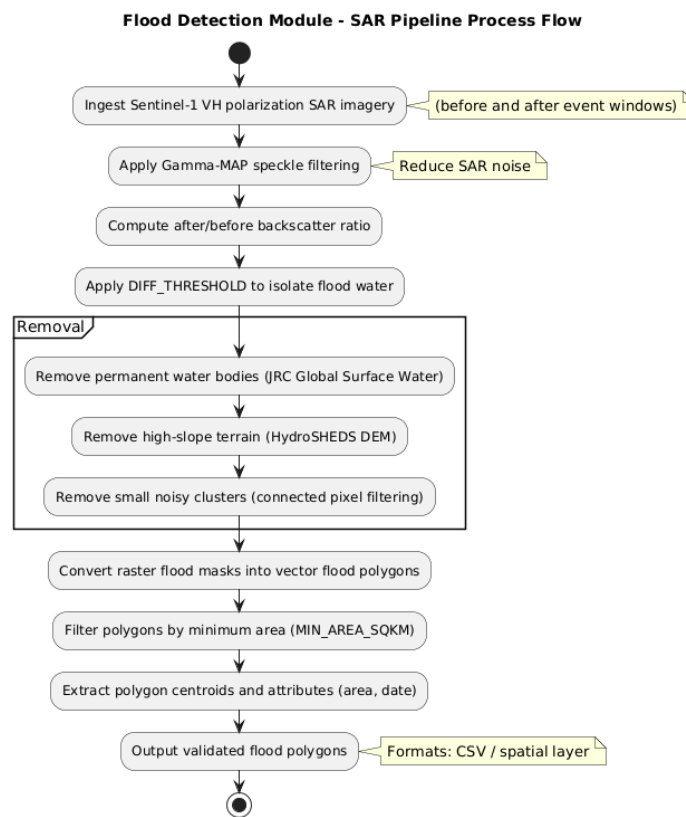 Flood Detection Module - SAR Pipeline Process Flow
Ingest Sentinel-1 VH polarization SAR imagery
(before and after event windows)
Apply Gamma-MAP speckle filtering
Reduce SAR noise
Compute after/before backscatter ratio
Apply DIFF_THRESHOLD to isolate flood water
Removal
Remove permanent water bodies (JRC Global Surface Water)
Remove high-slope terrain (HydroSHEDS DEM)
Remove small noisy clusters (connected pixel filtering)
Convert raster flood masks into vector flood polygons
Filter polygons by minimum area (MIN_AREA_SQKM)
Extract polygon centroids and attributes (area, date)
Output validated flood polygons
Formats: CSV / spatial layer